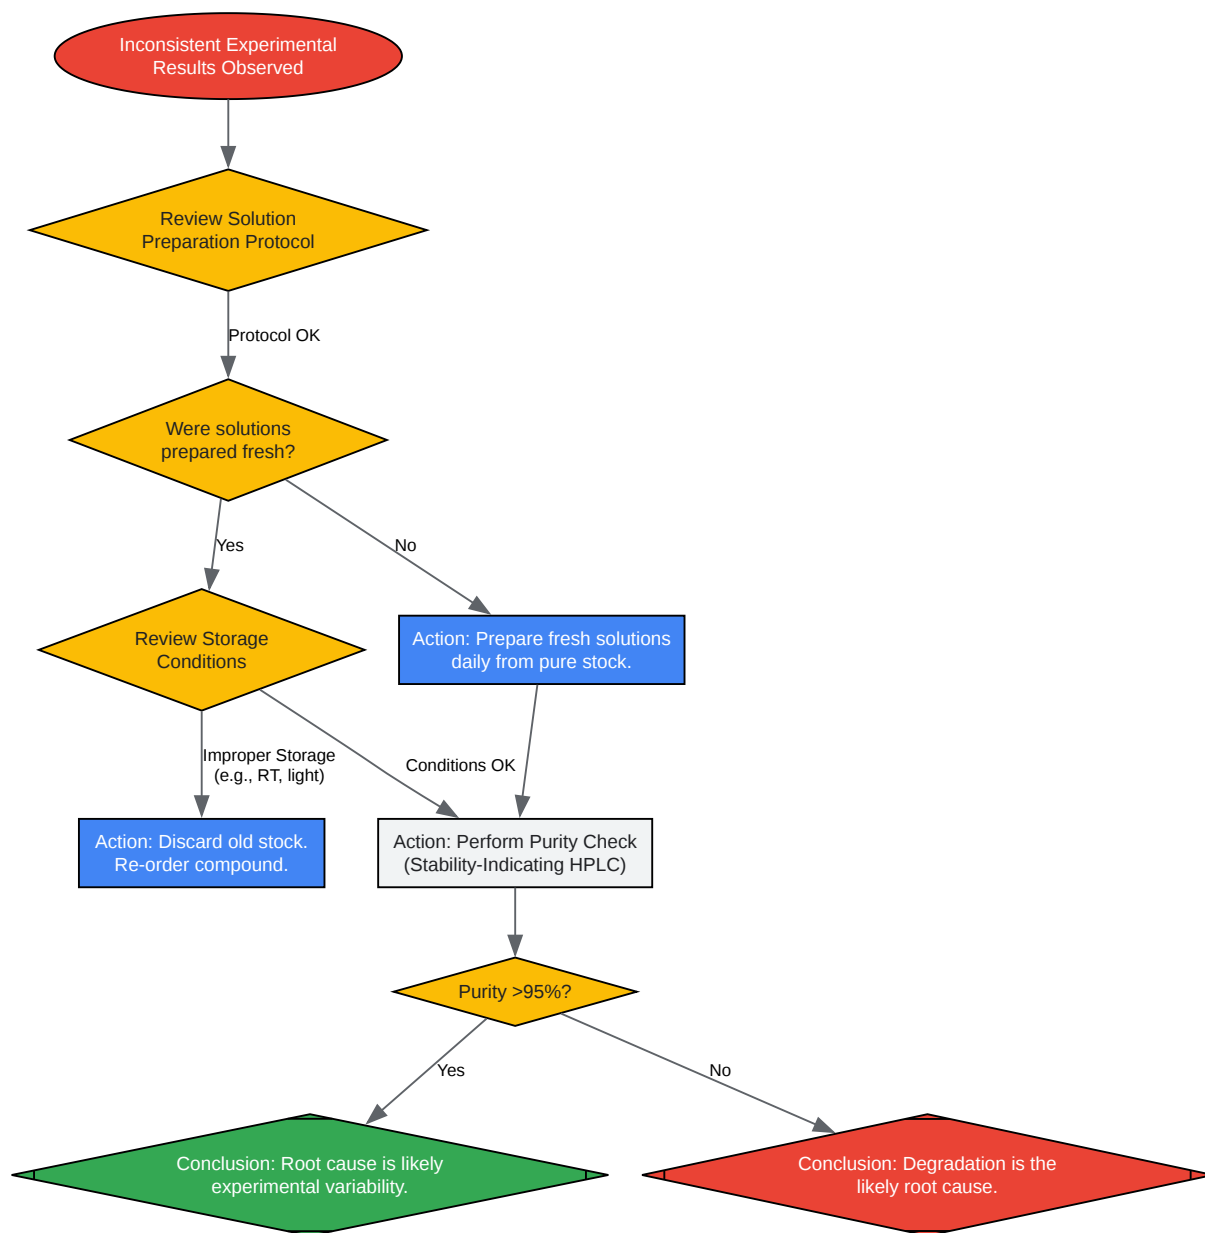 Inconsistent Experimental
Results Observed
Review Solution
Preparation Protocol
Protocol OK
Were solutions
prepared fresh?
Yes
No
Review Storage
Conditions
Action: Prepare fresh solutions
daily from pure stock.
Improper Storage
(e.g., RT, light)
Conditions OK
Action: Discard old stock.
Re-order compound.
Action: Perform Purity Check
(Stability-Indicating HPLC)
Purity >95%?
Yes
No
Conclusion: Root cause is likely
experimental variability.
Conclusion: Degradation is the
likely root cause.